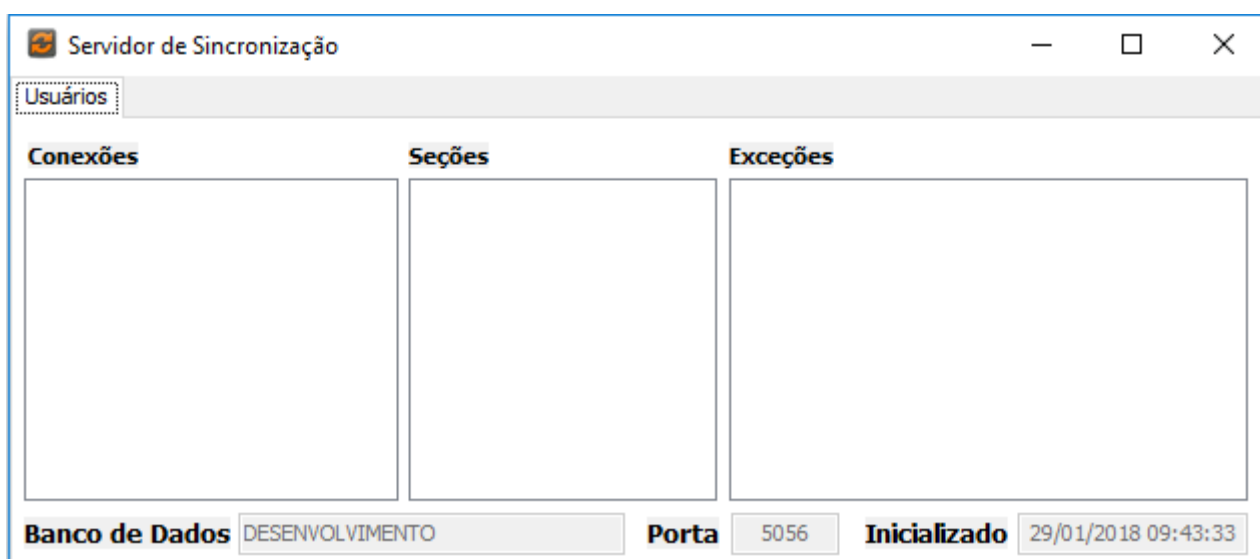 Servidor de Sincronização
Usuários
Conexões Seções Exceções
Banco de Dados DESENVOLVIMENTO Porta 5056 Inicializado 29/01/2018 09:43:33